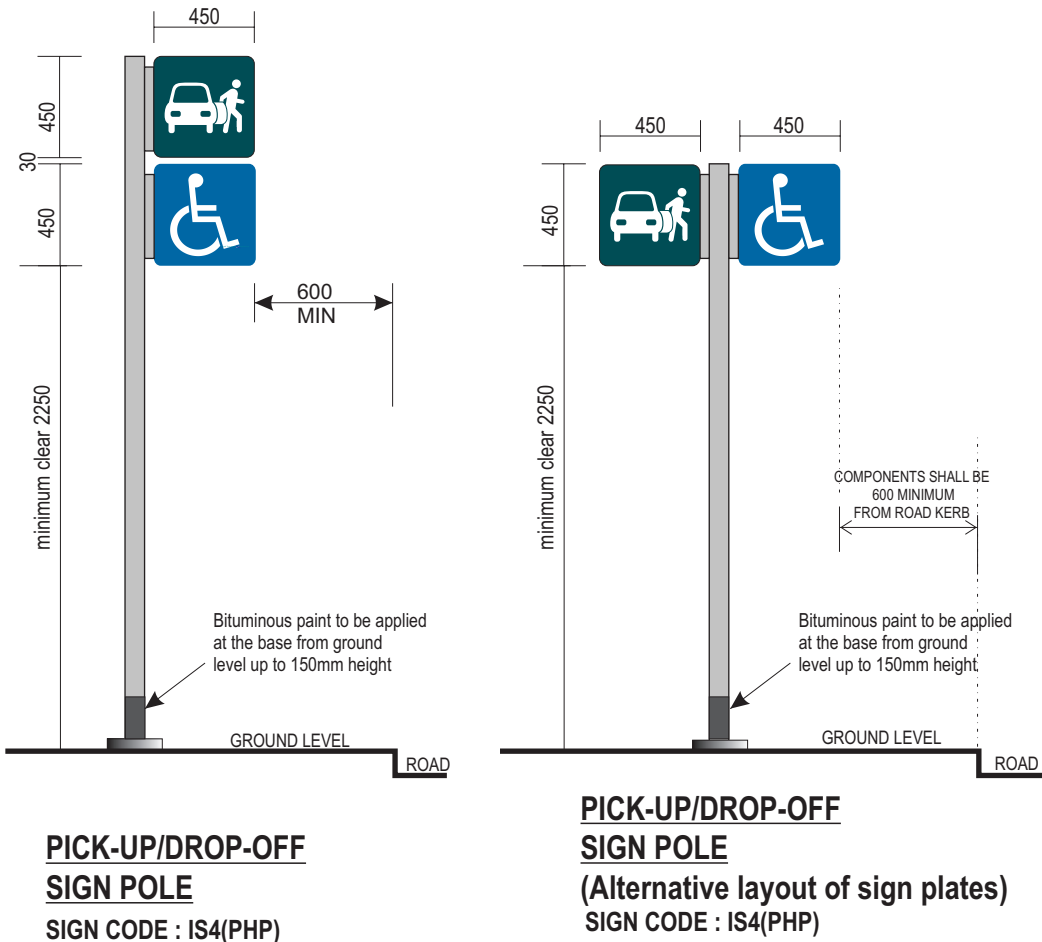 450
450
30
450
600
MIN
minimum clear 2250
Bituminous paint to be applied
at the base from ground
level up to 150mm height
GROUND LEVEL
ROAD
PICK-UP/DROP-OFF
SIGN POLE
SIGN CODE : IS4(PHP)
450
450
450
minimum clear 2250
COMPONENTS SHALL BE
600 MINIMUM
FROM ROAD KERB
Bituminous paint to be applied
at the base from ground
level up to 150mm height
GROUND LEVEL
ROAD
PICK-UP/DROP-OFF
SIGN POLE
(Alternative layout of sign plates)
SIGN CODE : IS4(PHP)